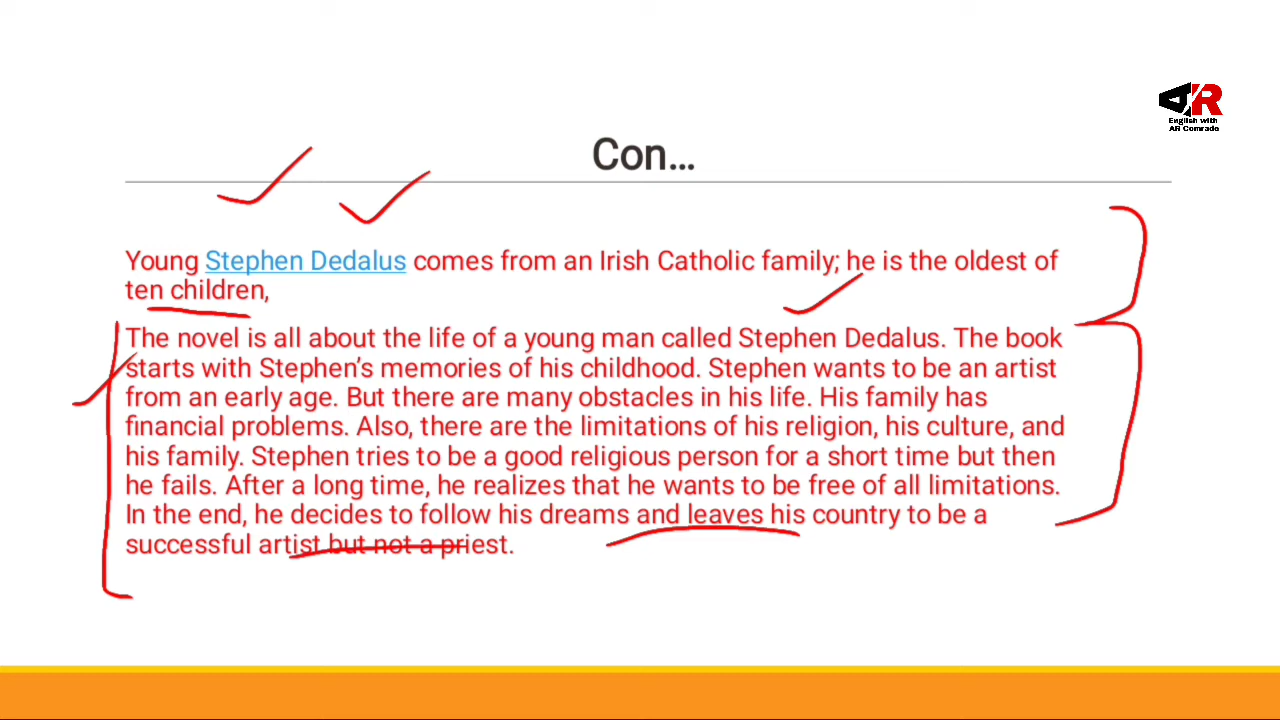 AR
English with
AR Comrade
Con...
Young Stephen Dedalus comes from an Irish Catholic family; he is the oldest of
ten children,
The novel is all about the life of a young man called Stephen Dedalus. The book
starts with Stephen's memories of his childhood. Stephen wants to be an artist
from an early age. But there are many obstacles in his life. His family has
financial problems. Also, there are the limitations of his religion, his culture, and
his family. Stephen tries to be a good religious person for a short time but then
he fails. After a long time, he realizes that he wants to be free of all limitations.
In the end, he decides to follow his dreams and leaves his country to be a
successful artist but not a priest.